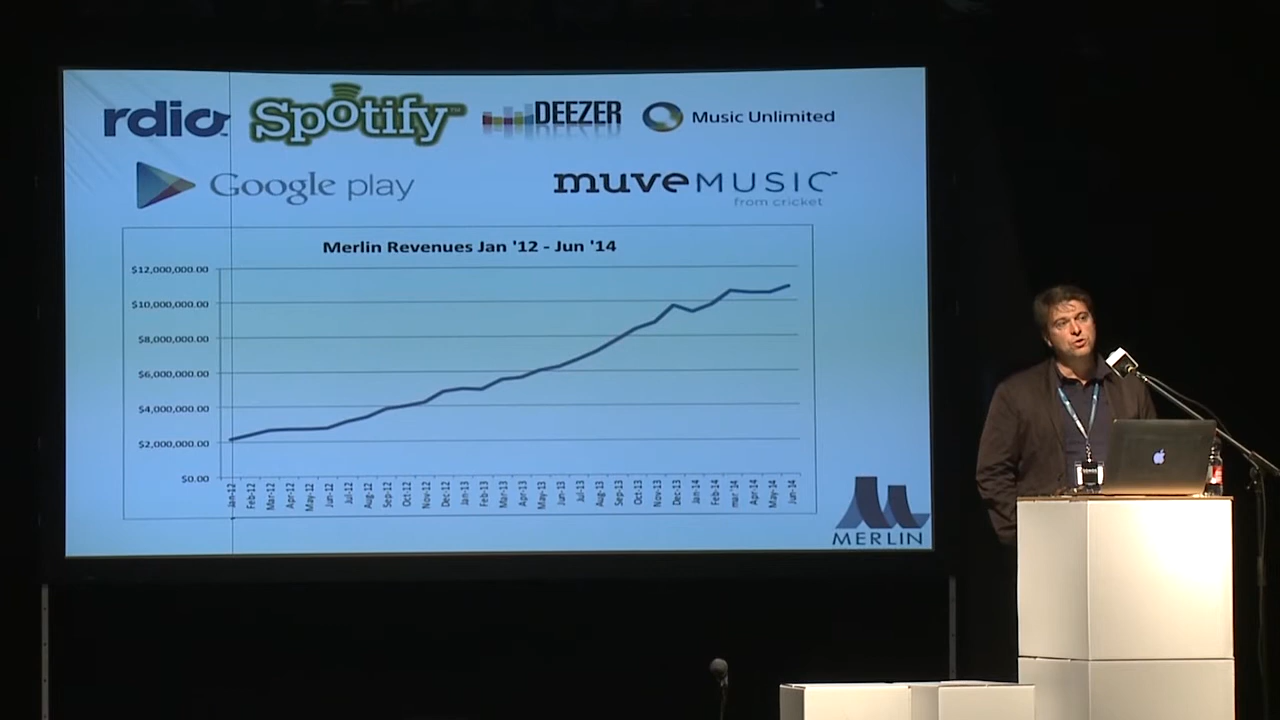 rdio Spotify™ DEEZER Music Unlimited
Google play muveMUSIC
from cricket
Merlin Revenues Jan '12 - Jun '14
$12,000,000.00
$10,000,000.00
$8,000,000.00
$6,000,000.00
$4,000,000.00
$2,000,000.00
$0.00
Jan-12 Feb-12 Mar-12 Apr-12 May-12 Jun-12 Jul-12 Aug-12 Sep-12 Oct-12 Nov-12 Dec-12 Jan-13 Feb-13 Mar-13 Apr-13 May-13 Jun-13 Jul-13 Aug-13 Sep-13 Oct-13 Nov-13 Dec-13 Jan-14 Feb-14 mar '14 Apr-14 May-14 Jun-14
MERLIN